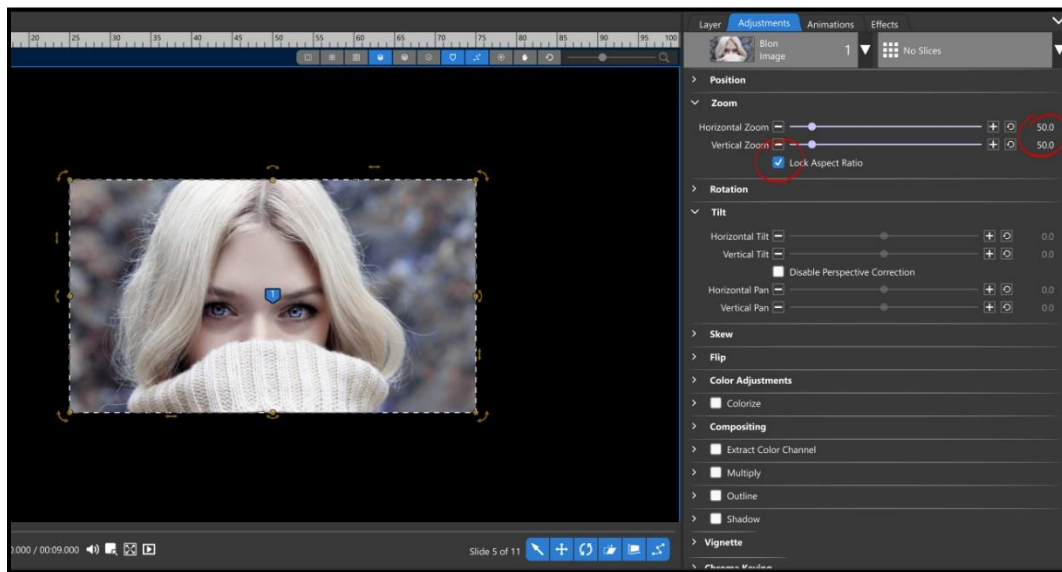 Layer Adjustments Animations Effects
20 25 30 35 40 45 50 55 60 65 70 75 80 85 90 95 100
Blon
Image
1
No Slices
Position
Zoom
Horizontal Zoom 50.0
Vertical Zoom 50.0
Lock Aspect Ratio
Rotation
Tilt
Horizontal Tilt 0.0
Vertical Tilt 0.0
Disable Perspective Correction
Horizontal Pan 0.0
Vertical Pan 0.0
Skew
Flip
Color Adjustments
Colorize
Compositing
Extract Color Channel
Multiply
Outline
Shadow
Vignette
Chroma Keying
1
0.000 / 00:09.000
Slide 5 of 11